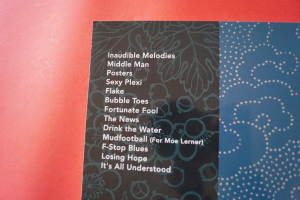 Inaudible Melodies
Middle Man
Posters
Sexy Plexi
Flake
Bubble Toes
Fortunate Fool
The News
Drink the Water
Mudfootball (For Moe Lerner)
F-Stop Blues
Losing Hope
It's All Understood